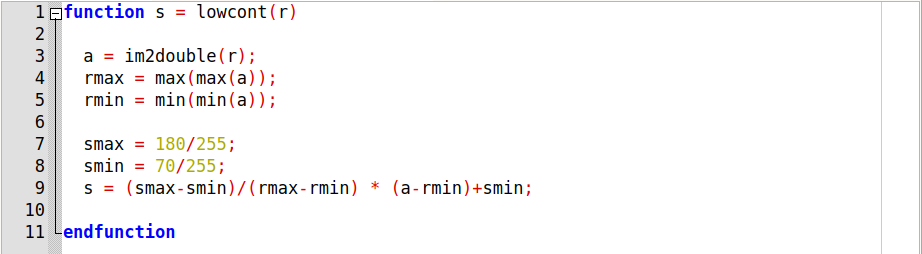 1 function s = lowcont(r)
2
3 a = im2double(r);
4 rmax = max(max(a));
5 rmin = min(min(a));
6
7 smax = 180/255;
8 smin = 70/255;
9 s = (smax-smin)/(rmax-rmin) * (a-rmin)+smin;
10
11 endfunction